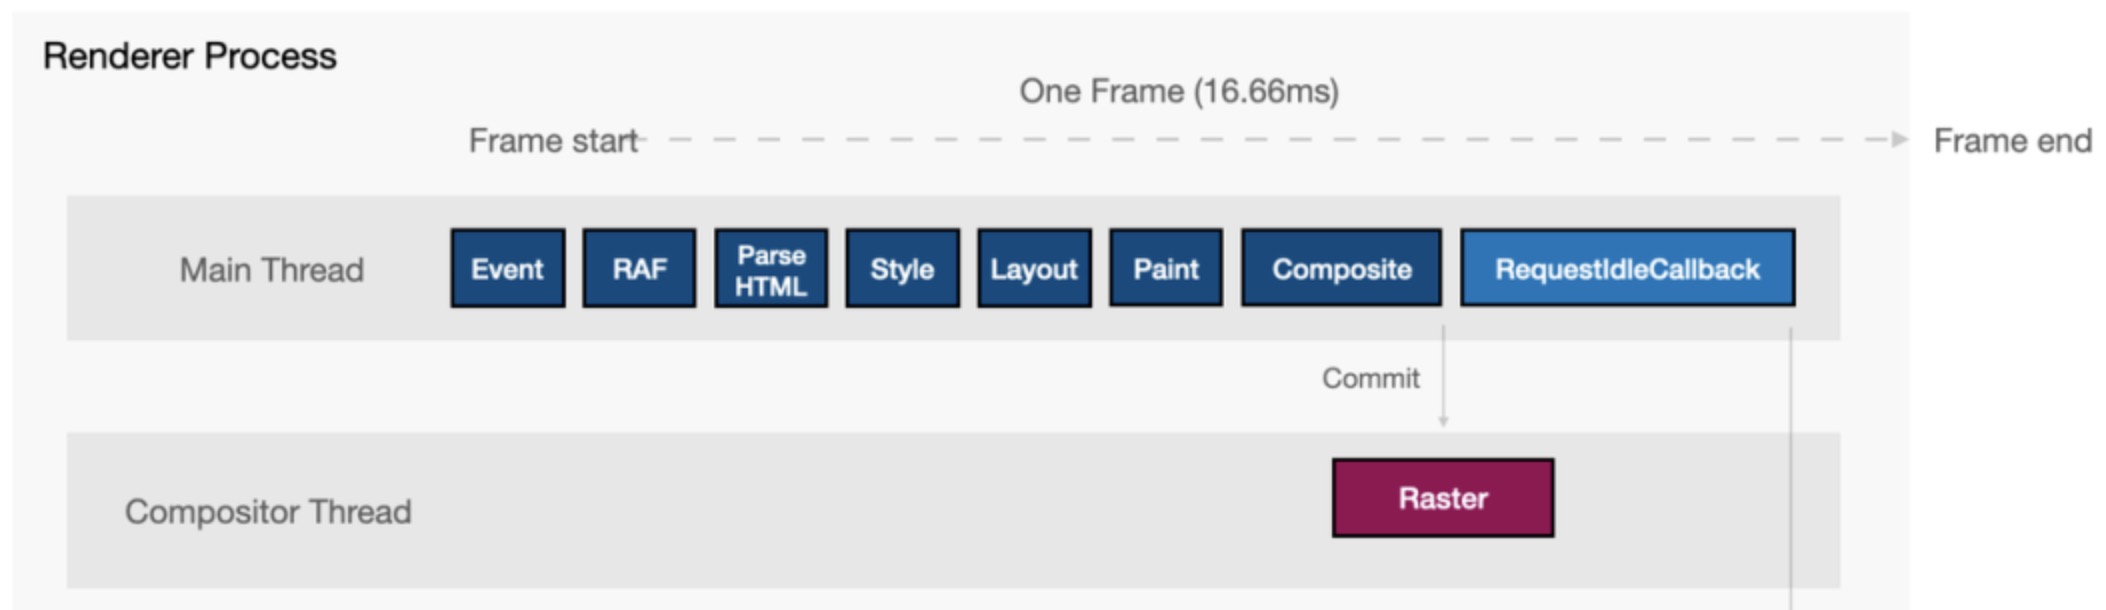 Renderer Process
One Frame (16.66ms)
Frame start
Frame end
Main Thread
Event
RAF
Parse
HTML
Style
Layout
Paint
Composite
RequestIdleCallback
Commit
Compositor Thread
Raster